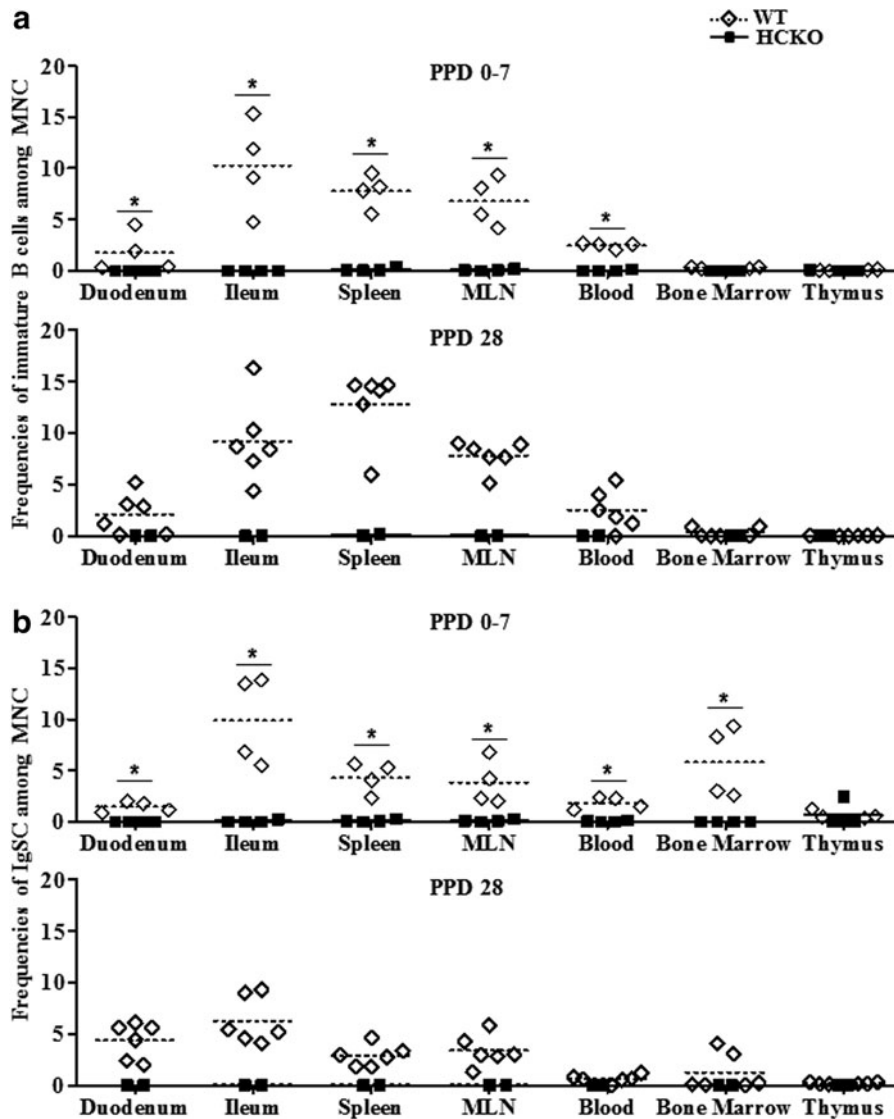 a
WT
HCKO
Frequencies of immature B cells among MNC
PPD 0-7
20
15
10
5
0
* * * * *
Duodenum Ileum Spleen MLN Blood Bone Marrow Thymus
PPD 28
20
15
10
5
0
Duodenum Ileum Spleen MLN Blood Bone Marrow Thymus
b
Frequencies of IgSC among MNC
PPD 0-7
20
15
10
5
0
* * * * * *
Duodenum Ileum Spleen MLN Blood Bone Marrow Thymus
PPD 28
20
15
10
5
0
Duodenum Ileum Spleen MLN Blood Bone Marrow Thymus